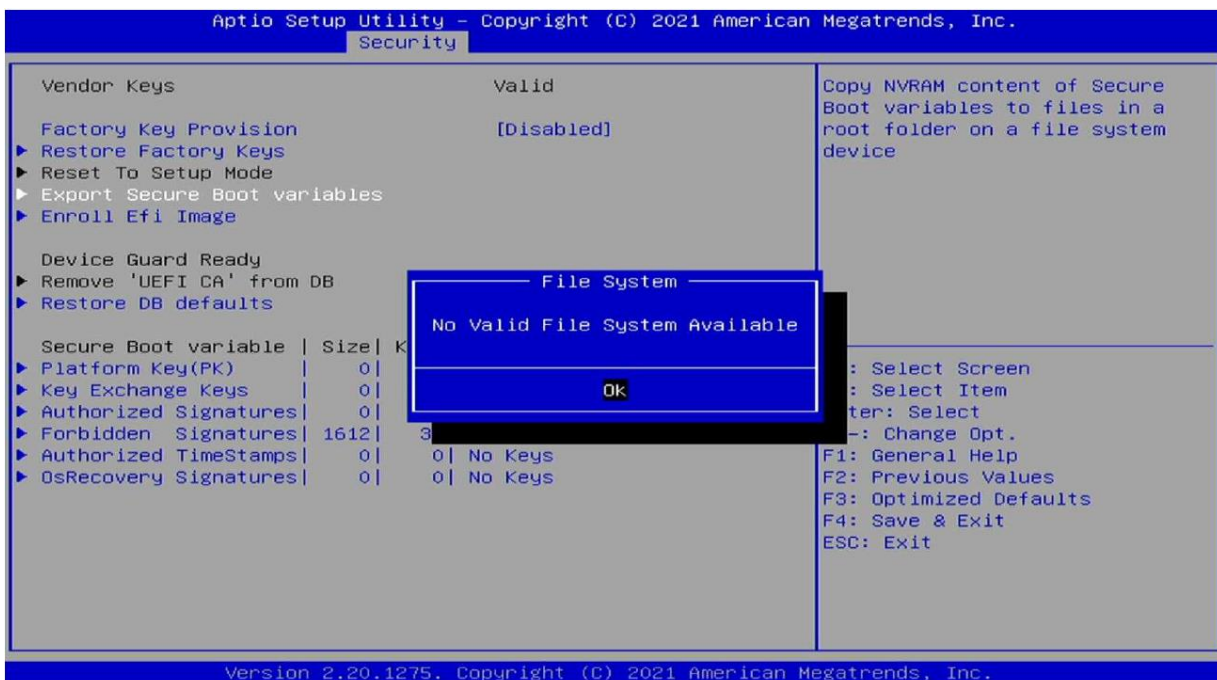 Aptio Setup Utility – Copyright (C) 2021 American Megatrends, Inc.
Security
Vendor Keys Valid
Factory Key Provision [Disabled]
Restore Factory Keys
Reset To Setup Mode
Export Secure Boot variables
Enroll Efi Image
Device Guard Ready
Remove 'UEFI CA' from DB
Restore DB defaults
Secure Boot variable | Size| K
Platform Key(PK) | 0|
Key Exchange Keys | 0|
Authorized Signatures| 0|
Forbidden Signatures| 1612| 3
Authorized TimeStamps| 0| 0| No Keys
OsRecovery Signatures| 0| 0| No Keys
File System
No Valid File System Available
Ok
Copy NVRAM content of Secure
Boot variables to files in a
root folder on a file system
device
: Select Screen
: Select Item
ter: Select
-: Change Opt.
F1: General Help
F2: Previous Values
F3: Optimized Defaults
F4: Save & Exit
ESC: Exit
Version 2.20.1275. Copyright (C) 2021 American Megatrends, Inc.